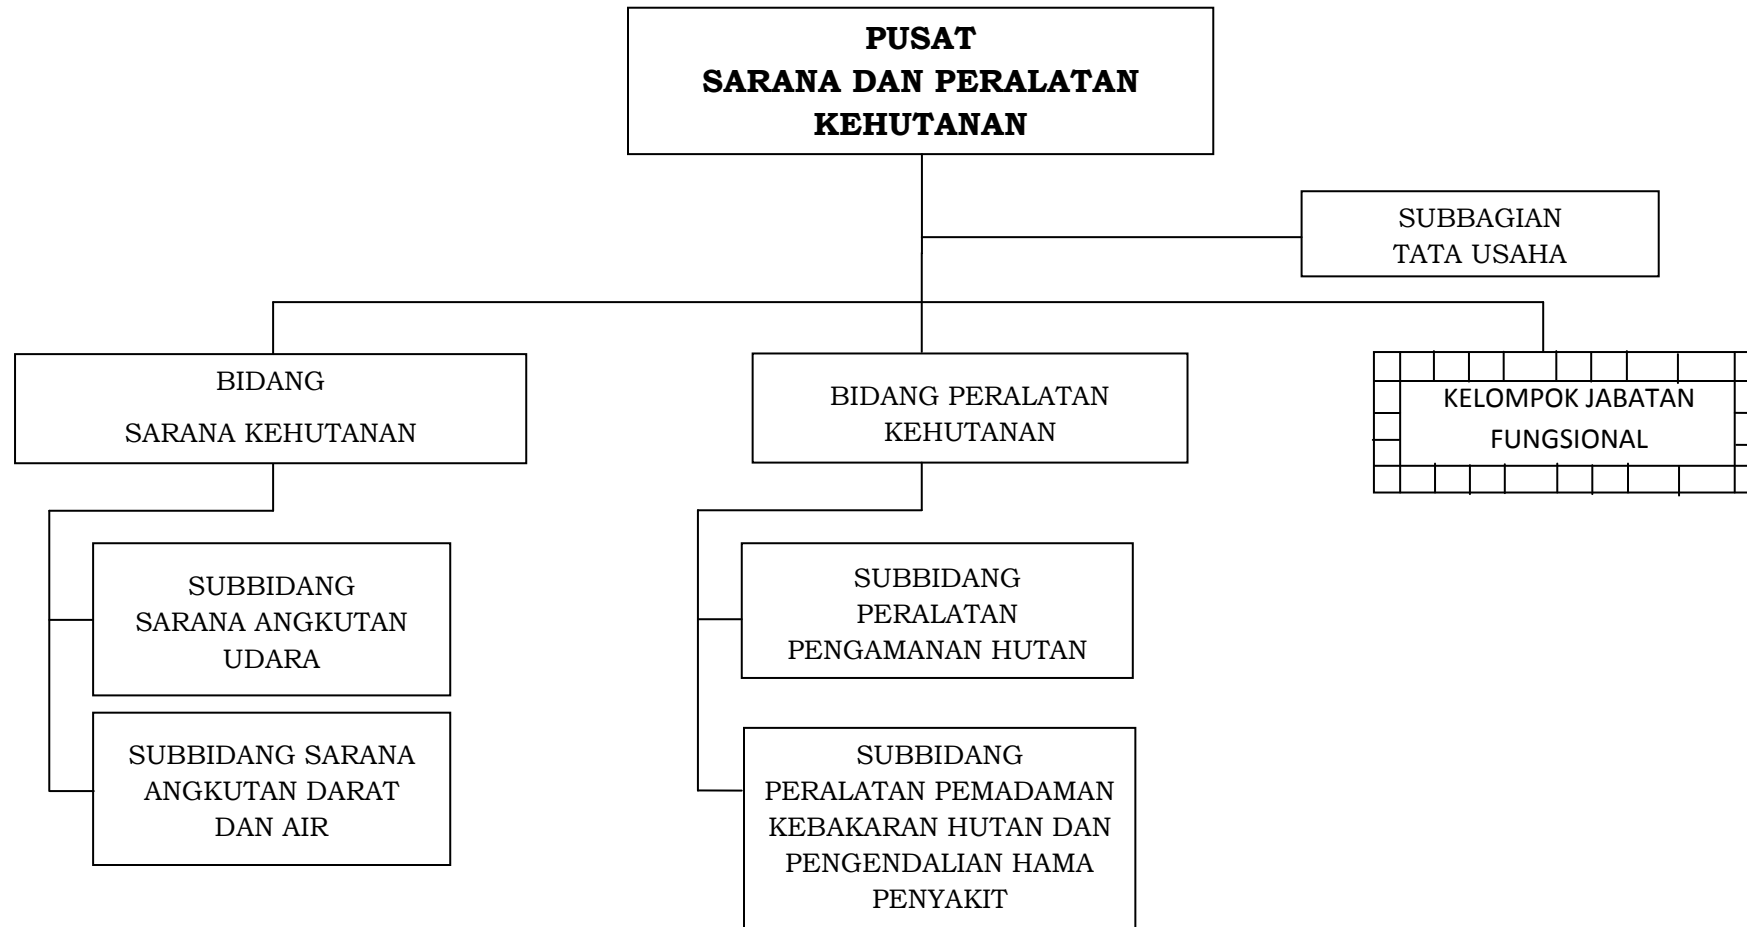 PUSAT
SARANA DAN PERALATAN
KEHUTANAN
SUBBAGIAN
TATA USAHA
BIDANG
SARANA KEHUTANAN
BIDANG PERALATAN
KEHUTANAN
KELOMPOK JABATAN
FUNGSIONAL
SUBBIDANG
SARANA ANGKUTAN
UDARA
SUBBIDANG
PERALATAN
PENGAMANAN HUTAN
SUBBIDANG SARANA
ANGKUTAN DARAT
DAN AIR
SUBBIDANG
PERALATAN PEMADAMAN
KEBAKARAN HUTAN DAN
PENGENDALIAN HAMA
PENYAKIT